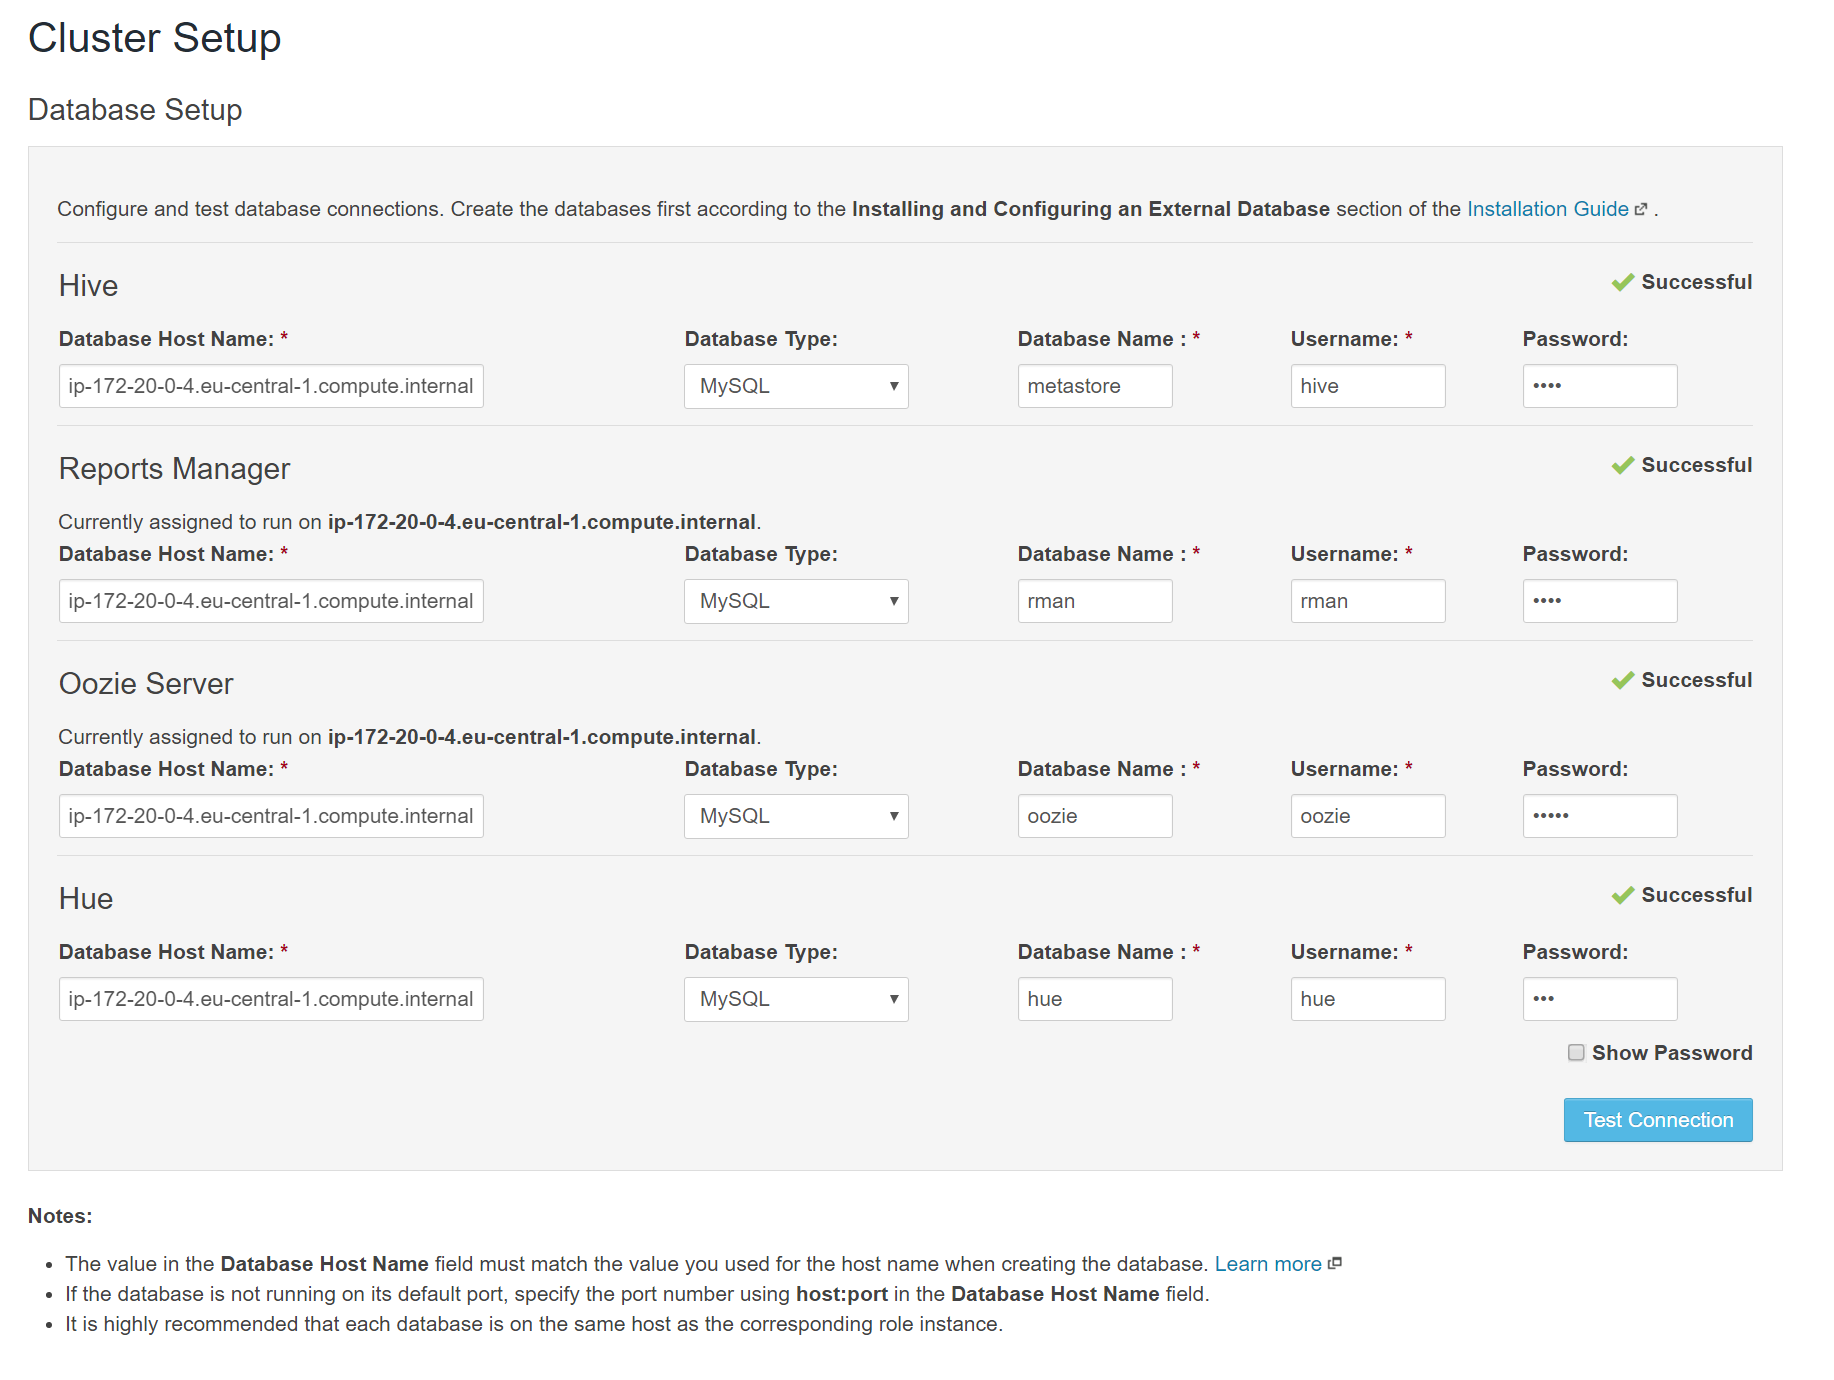 Cluster Setup
Database Setup
Configure and test database connections. Create the databases first according to the Installing and Configuring an External Database section of the Installation Guide .
Hive
Successful
Database Host Name: * Database Type: Database Name : * Username: * Password:
ip-172-20-0-4.eu-central-1.compute.internal MySQL metastore hive ••••
Reports Manager
Successful
Currently assigned to run on ip-172-20-0-4.eu-central-1.compute.internal.
Database Host Name: * Database Type: Database Name : * Username: * Password:
ip-172-20-0-4.eu-central-1.compute.internal MySQL rman rman ••••
Oozie Server
Successful
Currently assigned to run on ip-172-20-0-4.eu-central-1.compute.internal.
Database Host Name: * Database Type: Database Name : * Username: * Password:
ip-172-20-0-4.eu-central-1.compute.internal MySQL oozie oozie •••••
Hue
Successful
Database Host Name: * Database Type: Database Name : * Username: * Password:
ip-172-20-0-4.eu-central-1.compute.internal MySQL hue hue •••
Show Password
Test Connection
Notes:
• The value in the Database Host Name field must match the value you used for the host name when creating the database. Learn more
• If the database is not running on its default port, specify the port number using host:port in the Database Host Name field.
• It is highly recommended that each database is on the same host as the corresponding role instance.